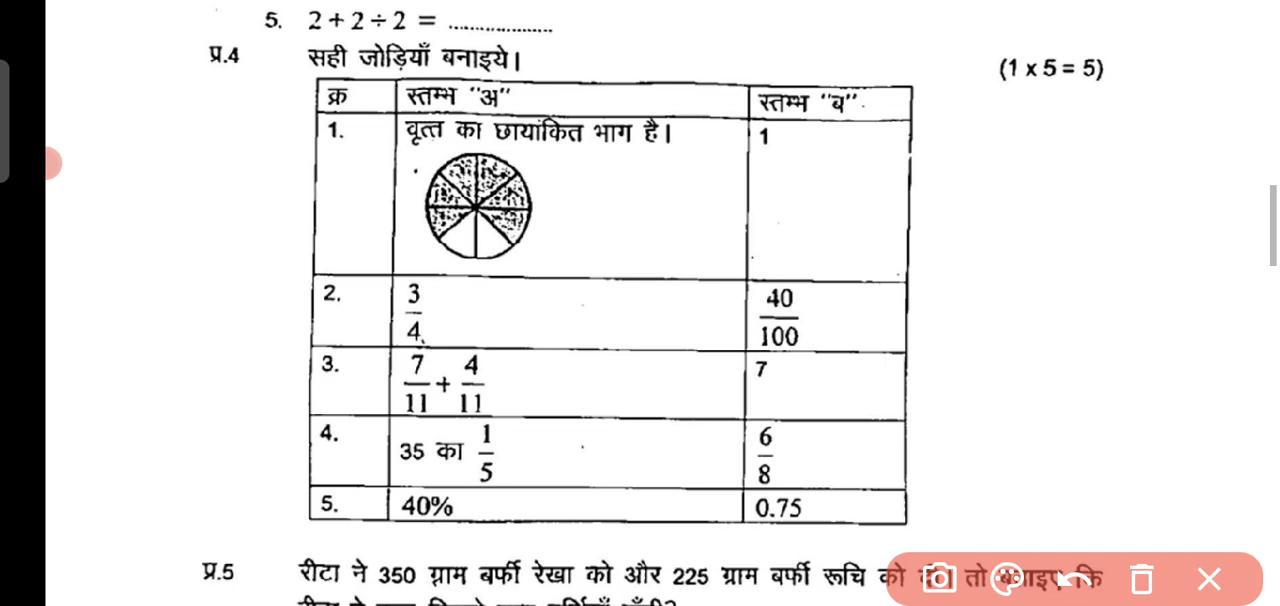 5. 2 + 2 ÷ 2 = ....................
प्र.4 सही जोड़ियाँ बनाइये। (1 x 5 = 5)
क्र स्तम्भ "अ" स्तम्भ "ब"
1. वृत्त का छायांकित भाग है। 1
2. 3/4 40/100
3. 7/11 + 4/11 7
4. 35 का 1/5 6/8
5. 40% 0.75
प्र.5 रीटा ने 350 ग्राम बर्फी रेखा को और 225 ग्राम बर्फी रूचि को दी। तो बताइए कि